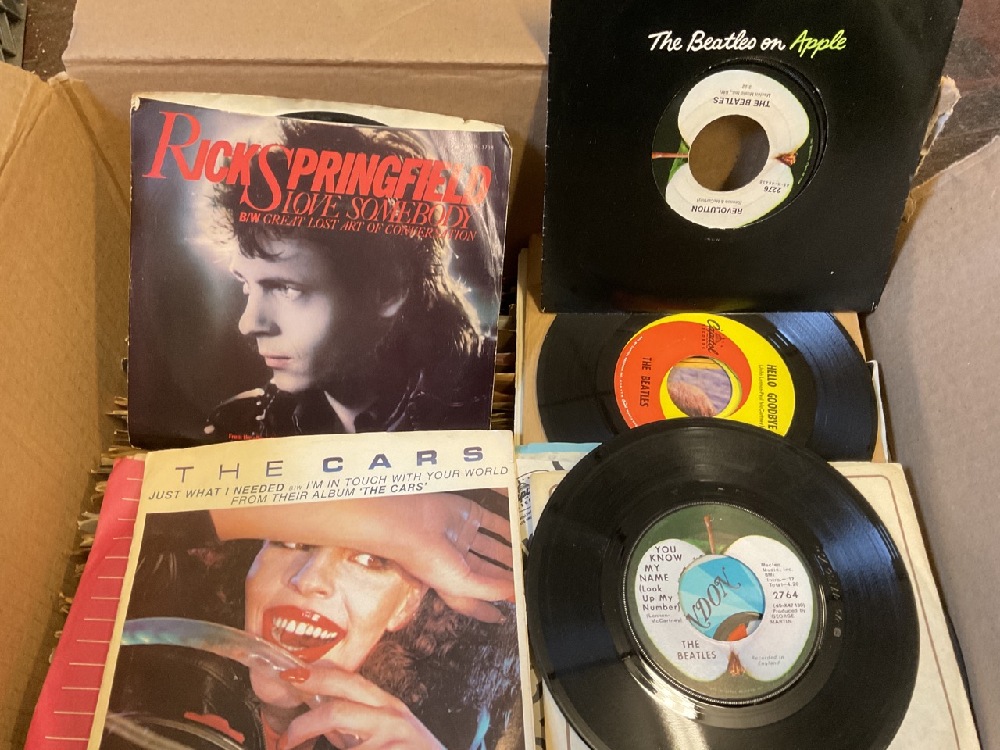 RICK SPRINGFIELD
LOVE SOMEBODY
B/W GREAT LOST ART OF CONVERSATION
The Beatles on Apple
THE BEATLES
2276
REVOLUTION
Capitol
HELLO GOODBYE
THE BEATLES
THE CARS
JUST WHAT I NEEDED B/W I'M IN TOUCH WITH YOUR WORLD
FROM THEIR ALBUM 'THE CARS'
YOU
KNOW
MY
NAME
(Look
Up My
Number)
(Lennon-
McCartney)
THE
BEATLES
2764
Produced by
GEORGE
MARTIN
Recorded in
England